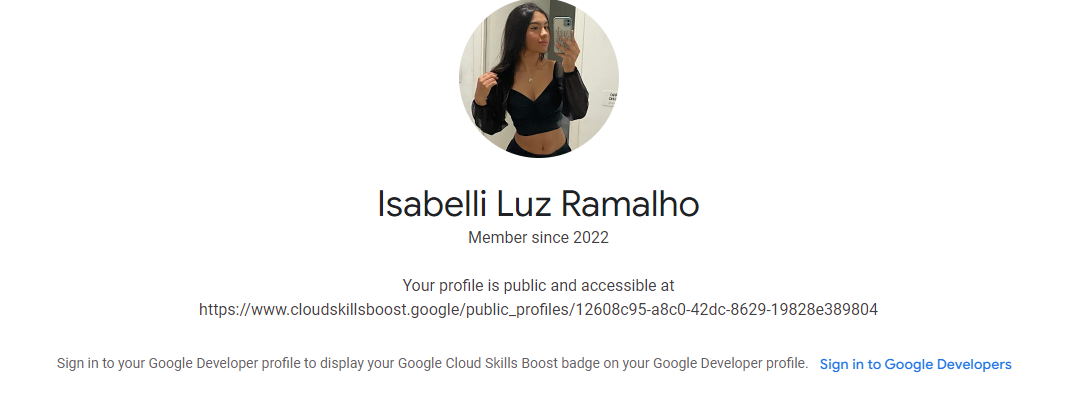 Isabelli Luz Ramalho
Member since 2022
Your profile is public and accessible at
https://www.cloudskillsboost.google/public_profiles/12608c95-a8c0-42dc-8629-19828e389804
Sign in to your Google Developer profile to display your Google Cloud Skills Boost badge on your Google Developer profile. Sign in to Google Developers